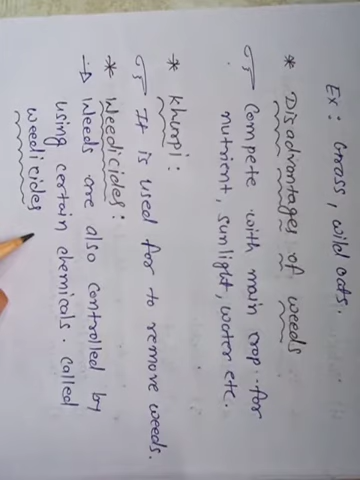 Ex: Grass, wild oats.
* Disadvantages of weeds
→ Compete with main crop for
nutrient, sunlight, water etc.
* Khurpi:
→ It is used for to remove weeds.
* Weedicides:
→ Weeds are also controlled by
using certain chemicals. called
weedicides